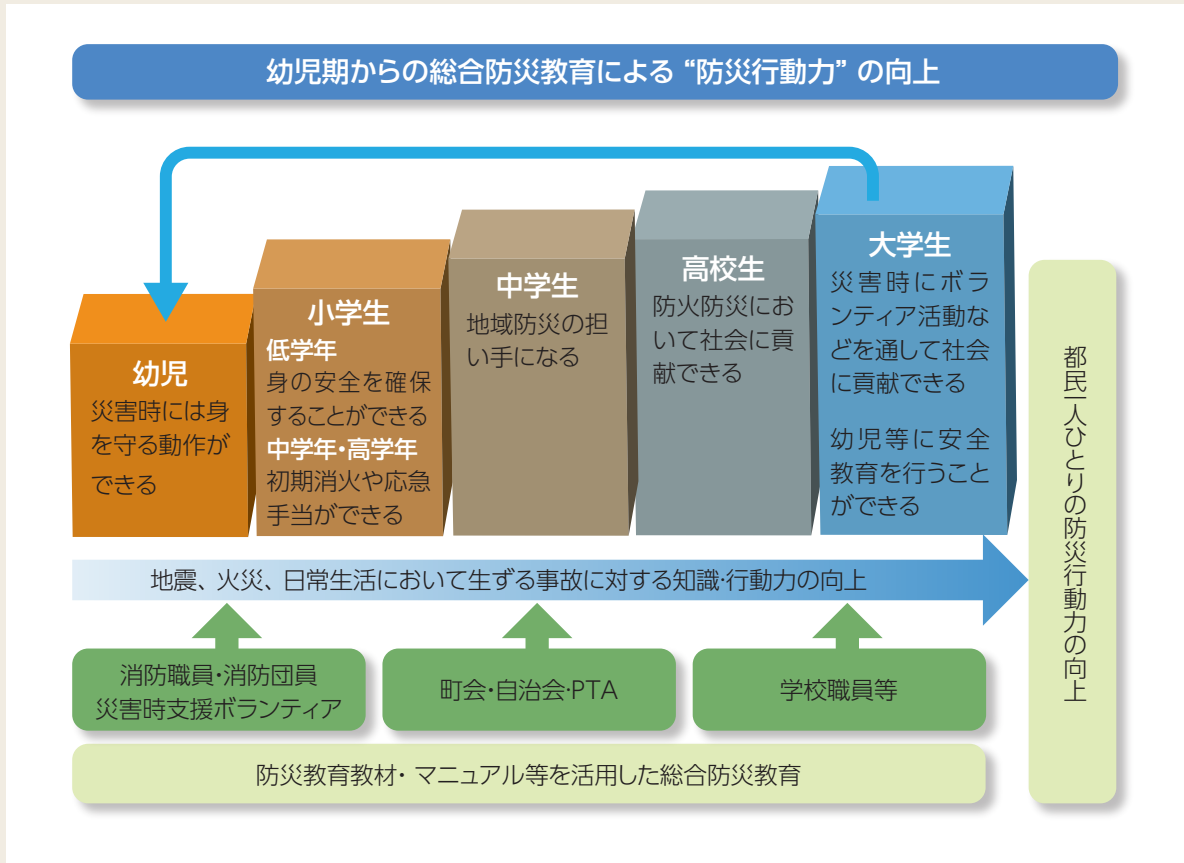 幼児期からの総合防災教育による “防災行動力” の向上
幼児
災害時には身
を守る動作が
できる
小学生
低学年
身の安全を確保
することができる
中学年・高学年
初期消火や応急
手当ができる
中学生
地域防災の担
い手になる
高校生
防火防災にお
いて社会に貢
献できる
大学生
災害時にボラ
ンティア活動な
どを通して社会
に貢献できる
幼児等に安全
教育を行うこと
ができる
都民一人ひとりの防災行動力の向上
地震、火災、日常生活において生ずる事故に対する知識・行動力の向上
消防職員・消防団員
災害時支援ボランティア
町会・自治会・PTA
学校職員等
防災教育教材・ マニュアル等を活用した総合防災教育